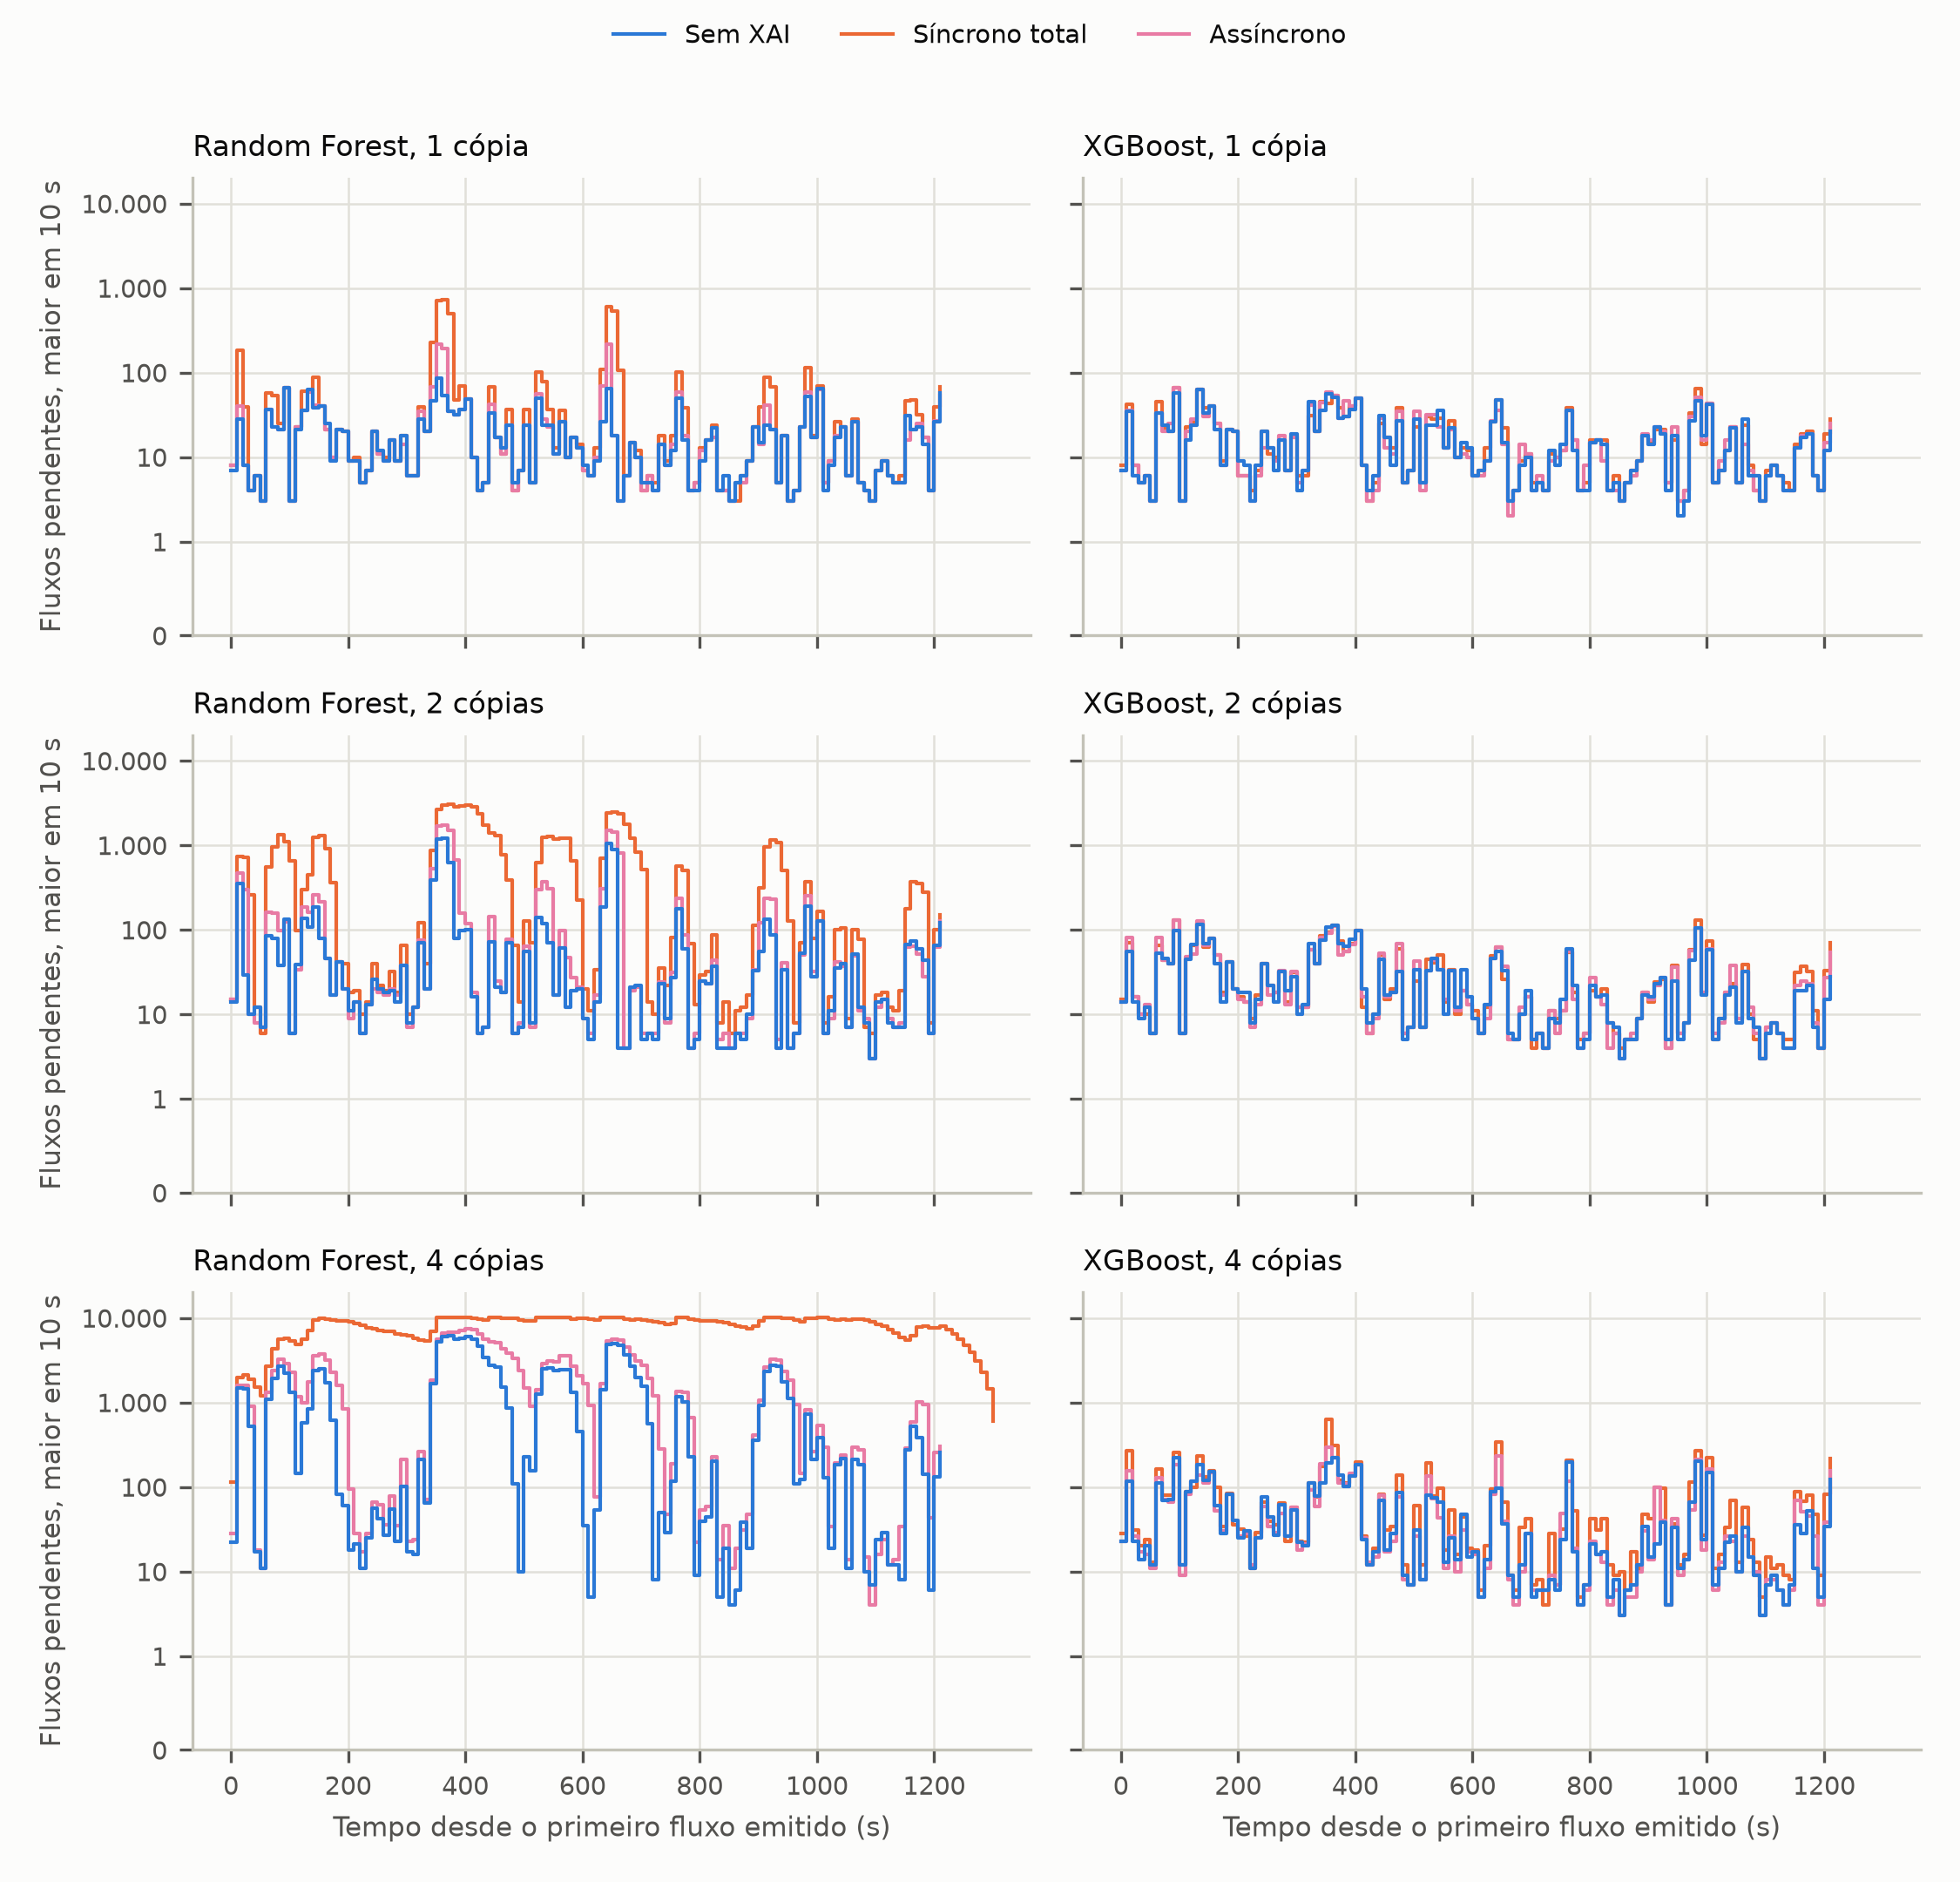 Sem XAI Síncrono total Assíncrono
Random Forest, 1 cópia
Fluxos pendentes, maior em 10 s
10.000
1.000
100
10
1
0
XGBoost, 1 cópia
Random Forest, 2 cópias
Fluxos pendentes, maior em 10 s
10.000
1.000
100
10
1
0
XGBoost, 2 cópias
Random Forest, 4 cópias
Fluxos pendentes, maior em 10 s
10.000
1.000
100
10
1
0
0 200 400 600 800 1000 1200
Tempo desde o primeiro fluxo emitido (s)
XGBoost, 4 cópias
0 200 400 600 800 1000 1200
Tempo desde o primeiro fluxo emitido (s)